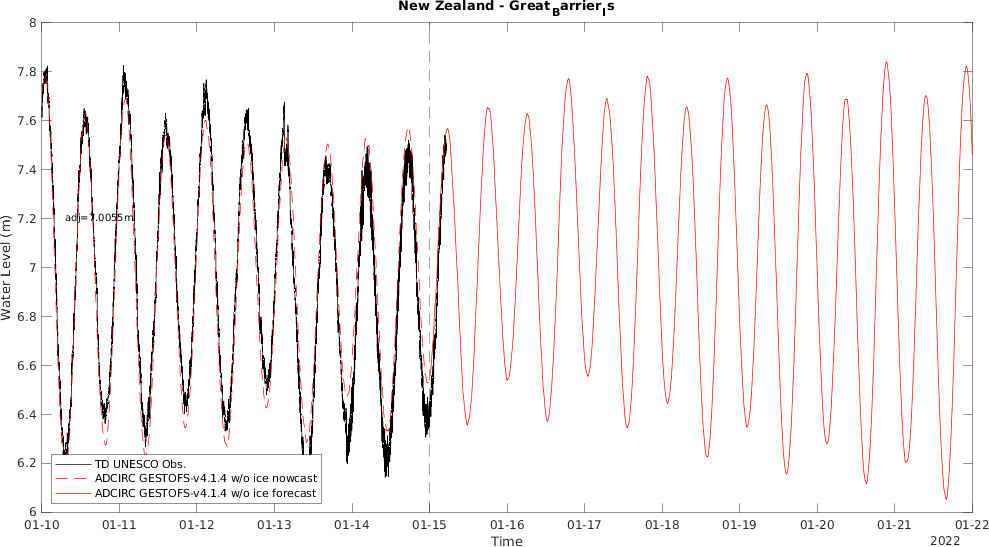 New Zealand - Great_Barrier_Is
8
7.8
7.6
7.4
7.2
7
6.8
6.6
6.4
6.2
6
Water Level (m)
adj=7.0055m
TD UNESCO Obs.
ADCIRC GESTOFS-v4.1.4 w/o ice nowcast
ADCIRC GESTOFS-v4.1.4 w/o ice forecast
01-10 01-11 01-12 01-13 01-14 01-15 01-16 01-17 01-18 01-19 01-20 01-21 01-22
Time
2022